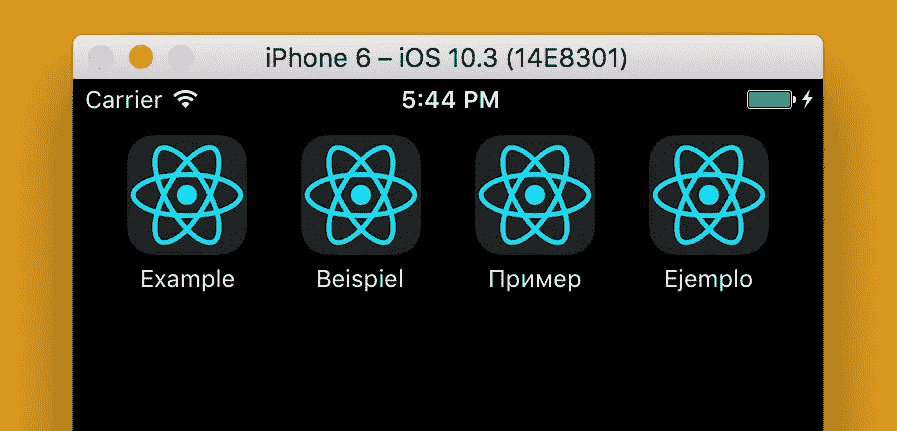 iPhone 6 – iOS 10.3 (14E8301)
Carrier 5:44 PM
Example Beispiel Пример Ejemplo